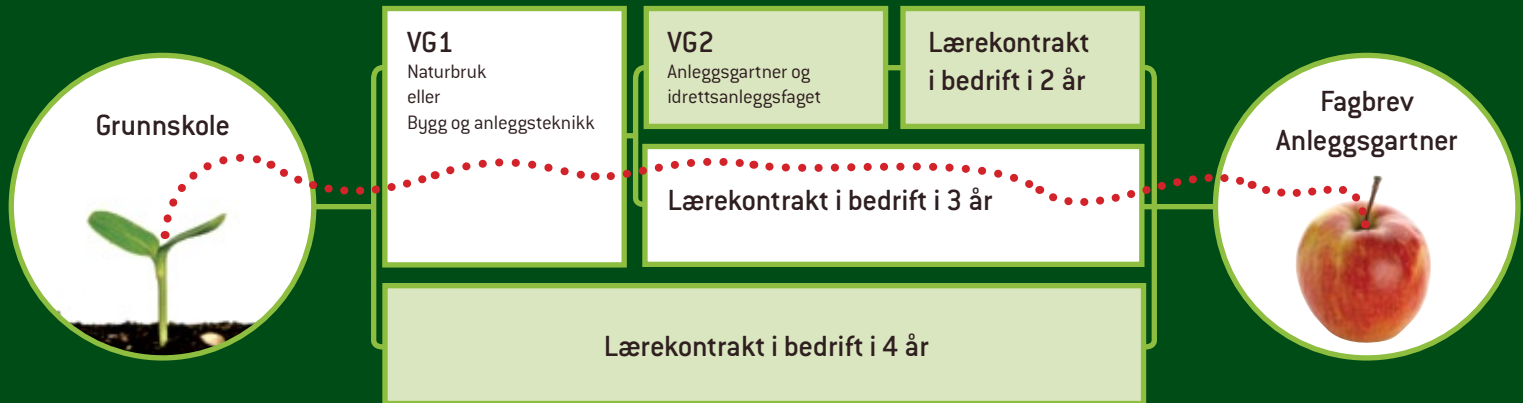 Grunnskole
VG1
Naturbruk
eller
Bygg og anleggsteknikk
VG2
Anleggsgartner og
idrettsanleggsfaget
Lærekontrakt
i bedrift i 2 år
Lærekontrakt i bedrift i 3 år
Lærekontrakt i bedrift i 4 år
Fagbrev
Anleggsgartner